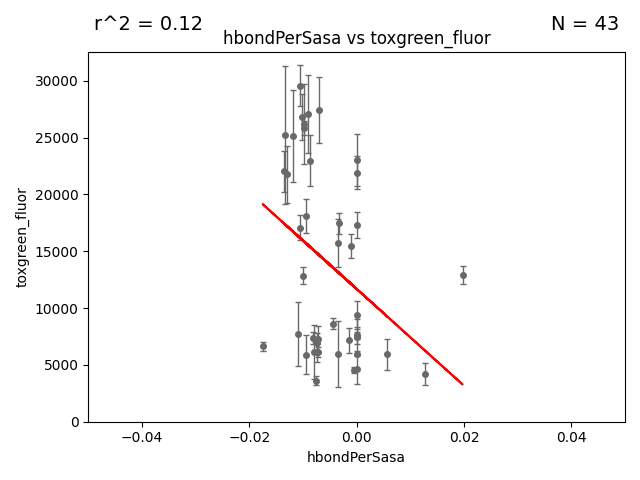 r^2 = 0.12
N = 43
hbondPerSasa vs toxgreen_fluor
30000
25000
20000
15000
10000
5000
0
toxgreen_fluor
−0.04
−0.02
0.00
0.02
0.04
hbondPerSasa